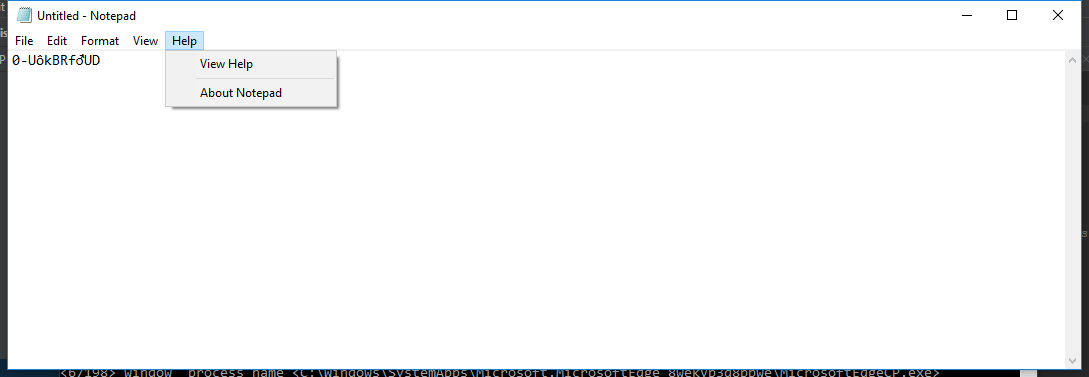 Untitled - Notepad
File Edit Format View Help
0-UôkBRfđUD
View Help
About Notepad
<6/198> window process name <C:\Windows\SystemApps\Microsoft.MicrosoftEdge_8wekyb3d8bbwe\MicrosoftEdgeCP.exe>